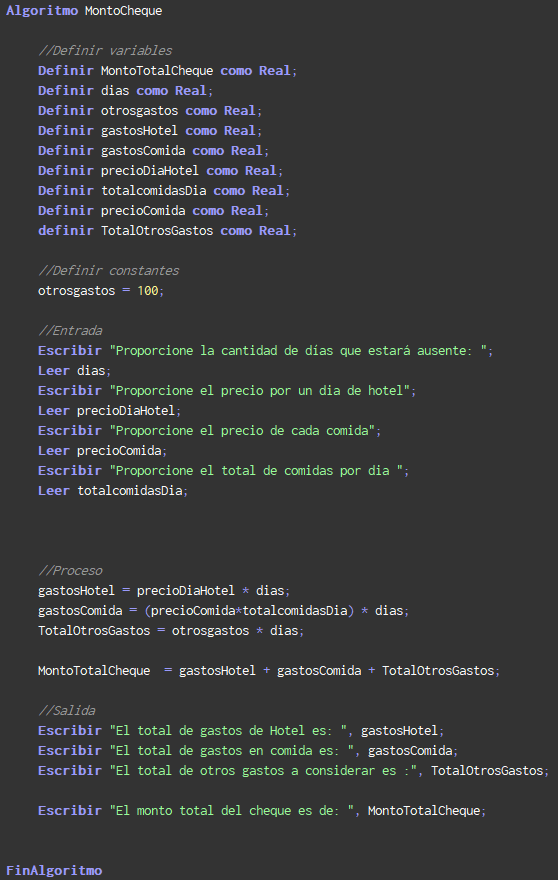 Algoritmo MontoCheque
//Definir variables
Definir MontoTotalCheque como Real;
Definir dias como Real;
Definir otrosgastos como Real;
Definir gastosHotel como Real;
Definir gastosComida como Real;
Definir precioDiaHotel como Real;
Definir totalcomidasDia como Real;
Definir precioComida como Real;
definir TotalOtrosGastos como Real;
//Definir constantes
otrosgastos = 100;
//Entrada
Escribir "Proporcione la cantidad de días que estará ausente: ";
Leer dias;
Escribir "Proporcione el precio por un dia de hotel";
Leer precioDiaHotel;
Escribir "Proporcione el precio de cada comida";
Leer precioComida;
Escribir "Proporcione el total de comidas por dia ";
Leer totalcomidasDia;
//Proceso
gastosHotel = precioDiaHotel * dias;
gastosComida = (precioComida*totalcomidasDia) * dias;
TotalOtrosGastos = otrosgastos * dias;
MontoTotalCheque  = gastosHotel + gastosComida + TotalOtrosGastos;
//Salida
Escribir "El total de gastos de Hotel es: ", gastosHotel;
Escribir "El total de gastos en comida es: ", gastosComida;
Escribir "El total de otros gastos a considerar es :", TotalOtrosGastos;
Escribir "El monto total del cheque es de: ", MontoTotalCheque;
FinAlgoritmo